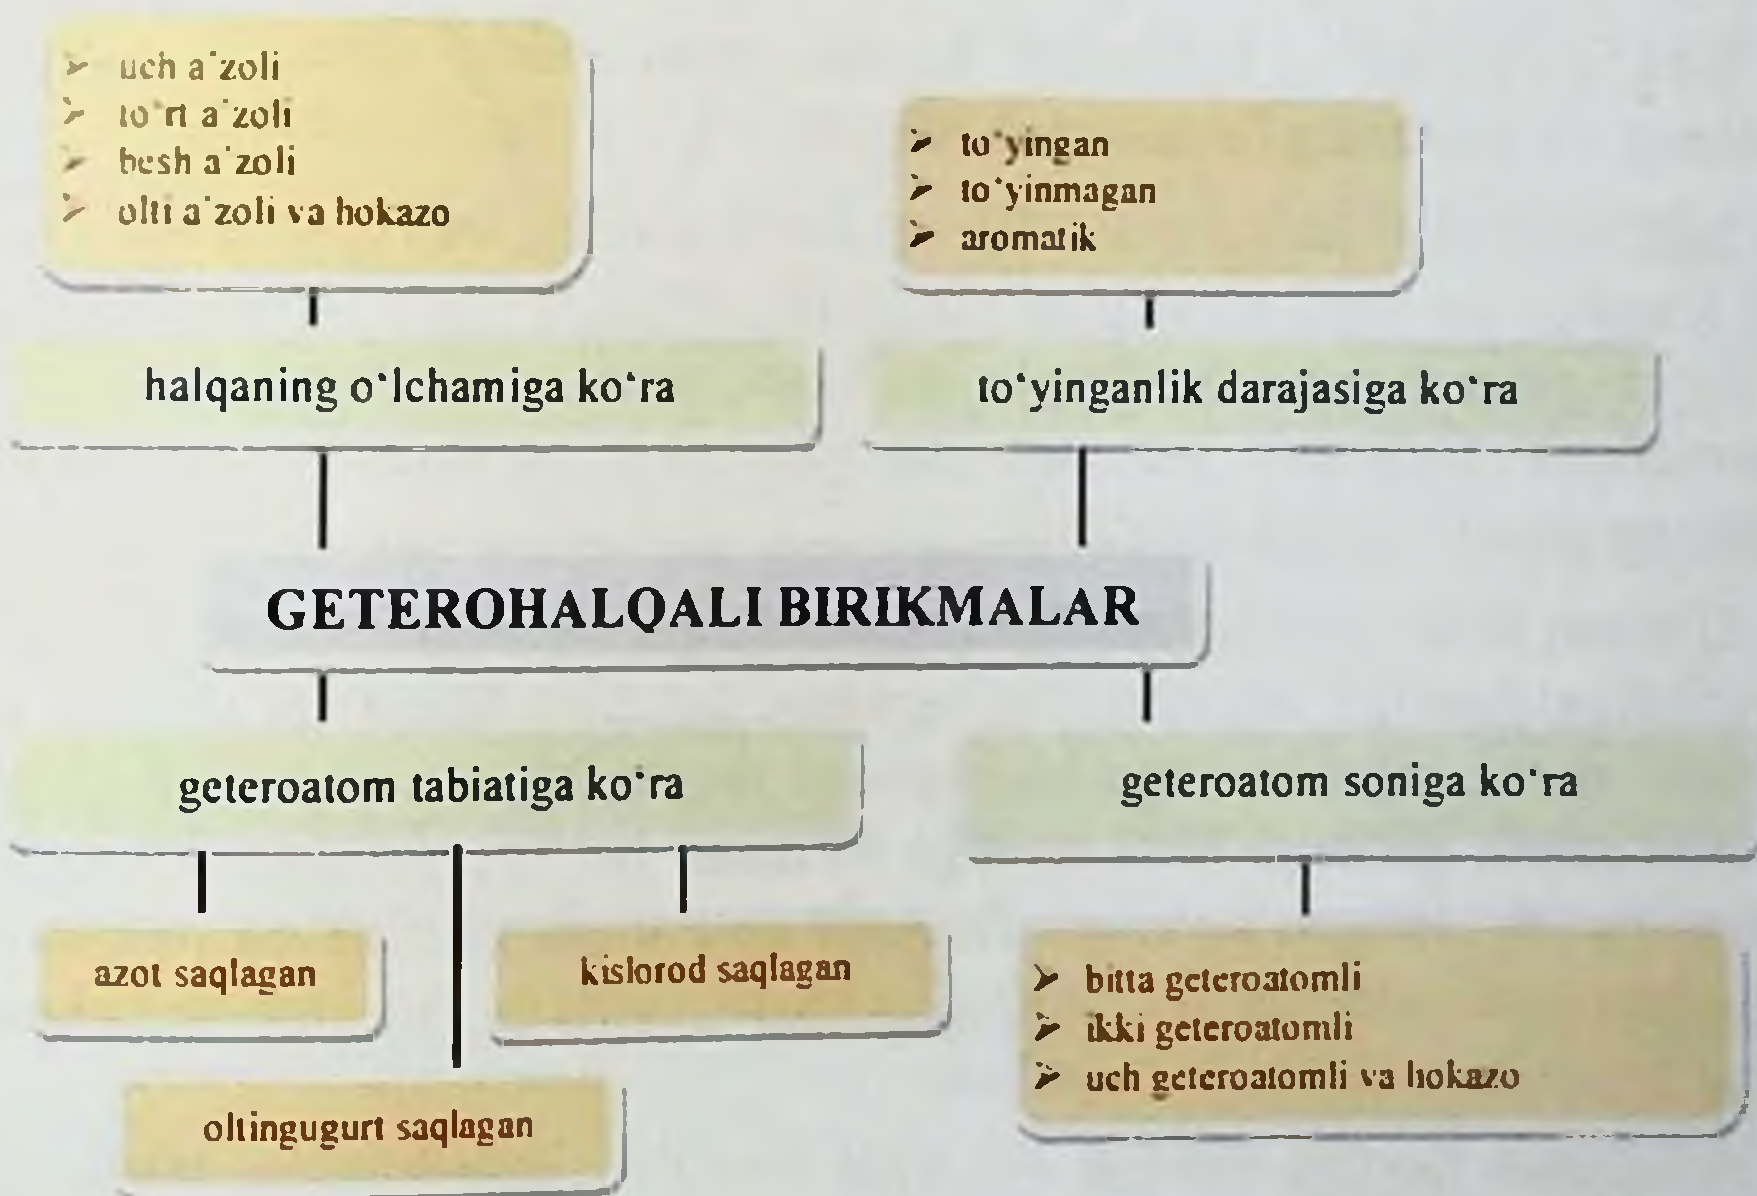 ➢ uch a'zoli
➢ to'rt a'zoli
➢ besh a'zoli
➢ olti a'zoli va hokazo
➢ to'yingan
➢ to'yinmagan
➢ aromatik
halqaning o'lchamiga ko'ra
to'yinganlik darajasiga ko'ra
GETEROHALQALI BIRIKMALAR
geteroatom tabiatiga ko'ra
geteroatom soniga ko'ra
azot saqlagan
kislorod saqlagan
oltingugurt saqlagan
➢ bitta geteroatomli
➢ ikki geteroatomli
➢ uch geteroatomli va hokazo